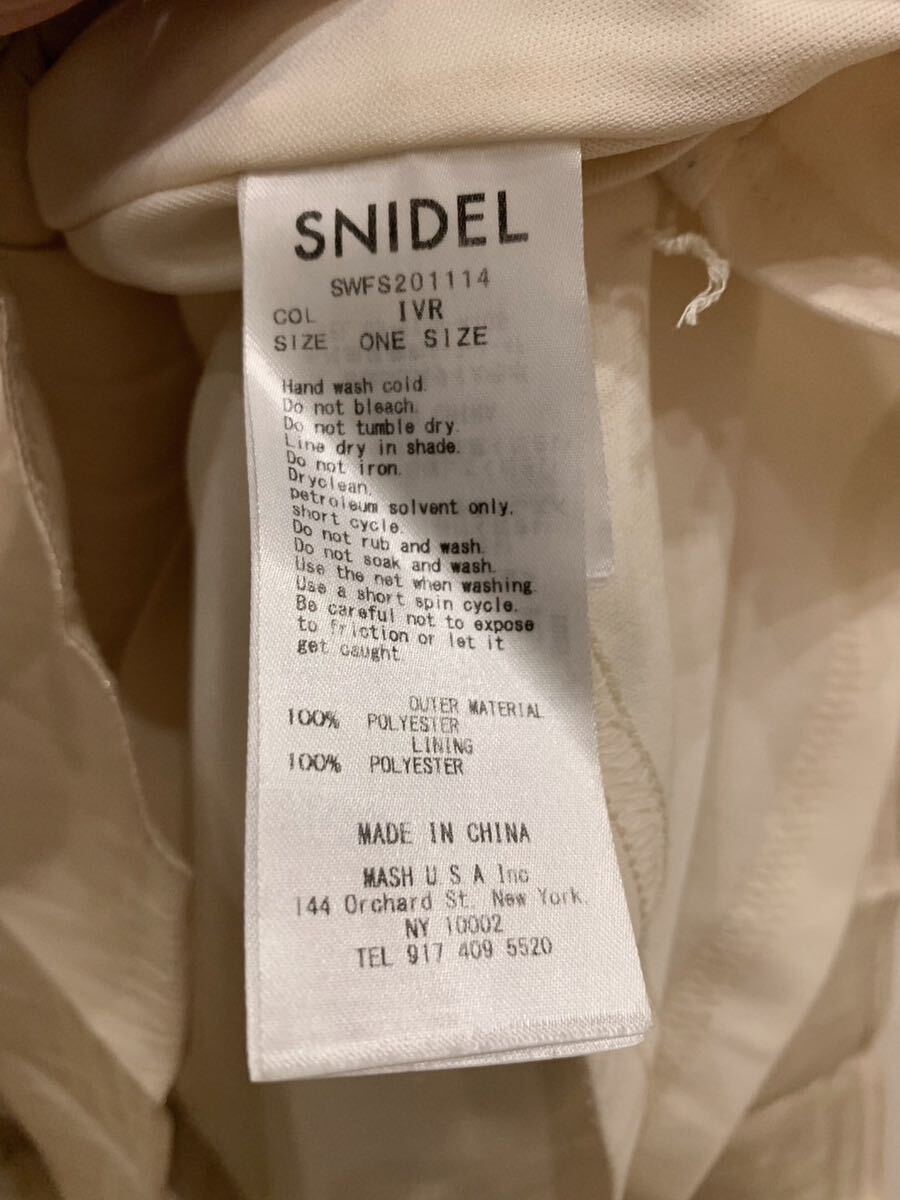 SNIDEL
SWFS201114
COL IVR
SIZE ONE SIZE
Hand wash cold.
Do not bleach.
Do not tumble dry.
Line dry in shade.
Do not iron.
Dryclean,
petroleum solvent only,
short cycle.
Do not rub and wash.
Do not soak and wash.
Use the net when washing.
Use a short spin cycle.
Be careful not to expose
to friction or let it
get caught.
OUTER MATERIAL
100% POLYESTER
LINING
100% POLYESTER
MADE IN CHINA
MASH U S A Inc
144 Orchard St. New York.
NY 10002
TEL 917 409 5520